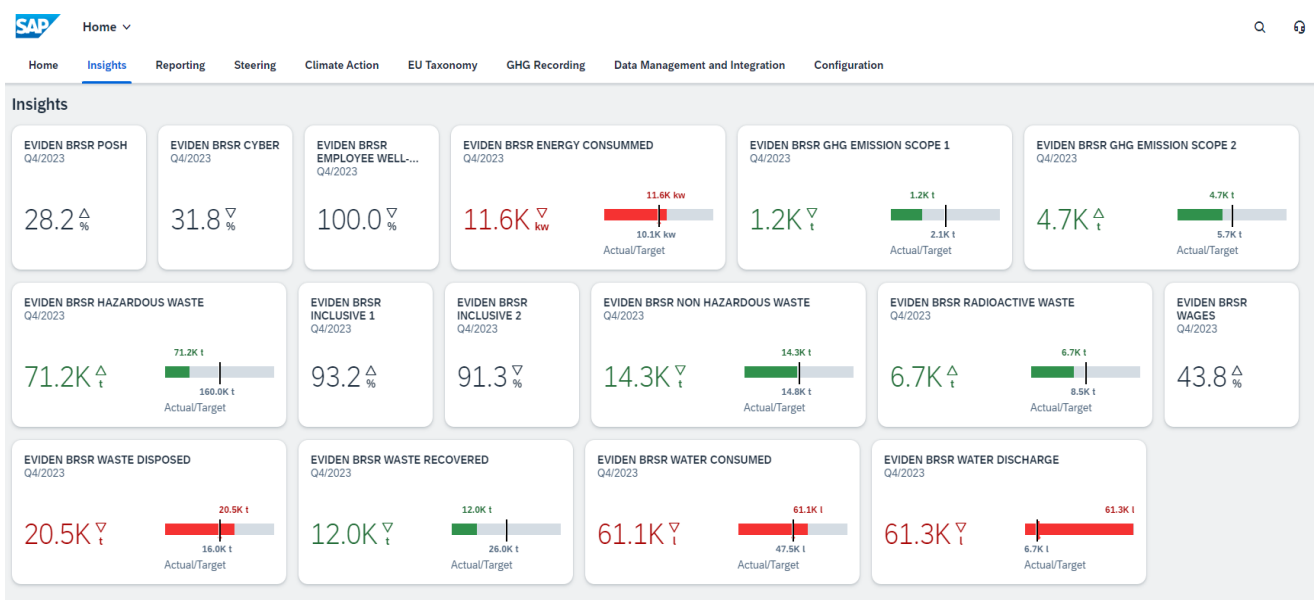 SAP
Home
Home Insights Reporting Steering Climate Action EU Taxonomy GHG Recording Data Management and Integration Configuration
Insights
EVIDEN BRSR POSH
Q4/2023
28.2 %
EVIDEN BRSR CYBER
Q4/2023
31.8 %
EVIDEN BRSR
EMPLOYEE WELL-...
Q4/2023
100.0 %
EVIDEN BRSR ENERGY CONSUMMED
Q4/2023
11.6K kw
11.6K kw
10.1K kw
Actual/Target
EVIDEN BRSR GHG EMISSION SCOPE 1
Q4/2023
1.2K t
1.2K t
2.1K t
Actual/Target
EVIDEN BRSR GHG EMISSION SCOPE 2
Q4/2023
4.7K t
4.7K t
5.7K t
Actual/Target
EVIDEN BRSR HAZARDOUS WASTE
Q4/2023
71.2K t
71.2K t
160.0K t
Actual/Target
EVIDEN BRSR
INCLUSIVE 1
Q4/2023
93.2 %
EVIDEN BRSR
INCLUSIVE 2
Q4/2023
91.3 %
EVIDEN BRSR NON HAZARDOUS WASTE
Q4/2023
14.3K t
14.3K t
14.8K t
Actual/Target
EVIDEN BRSR RADIOACTIVE WASTE
Q4/2023
6.7K t
6.7K t
8.5K t
Actual/Target
EVIDEN BRSR
WAGES
Q4/2023
43.8 %
EVIDEN BRSR WASTE DISPOSED
Q4/2023
20.5K t
20.5K t
16.0K t
Actual/Target
EVIDEN BRSR WASTE RECOVERED
Q4/2023
12.0K t
12.0K t
26.0K t
Actual/Target
EVIDEN BRSR WATER CONSUMED
Q4/2023
61.1K l
61.1K l
47.5K l
Actual/Target
EVIDEN BRSR WATER DISCHARGE
Q4/2023
61.3K l
61.3K l
6.7K l
Actual/Target